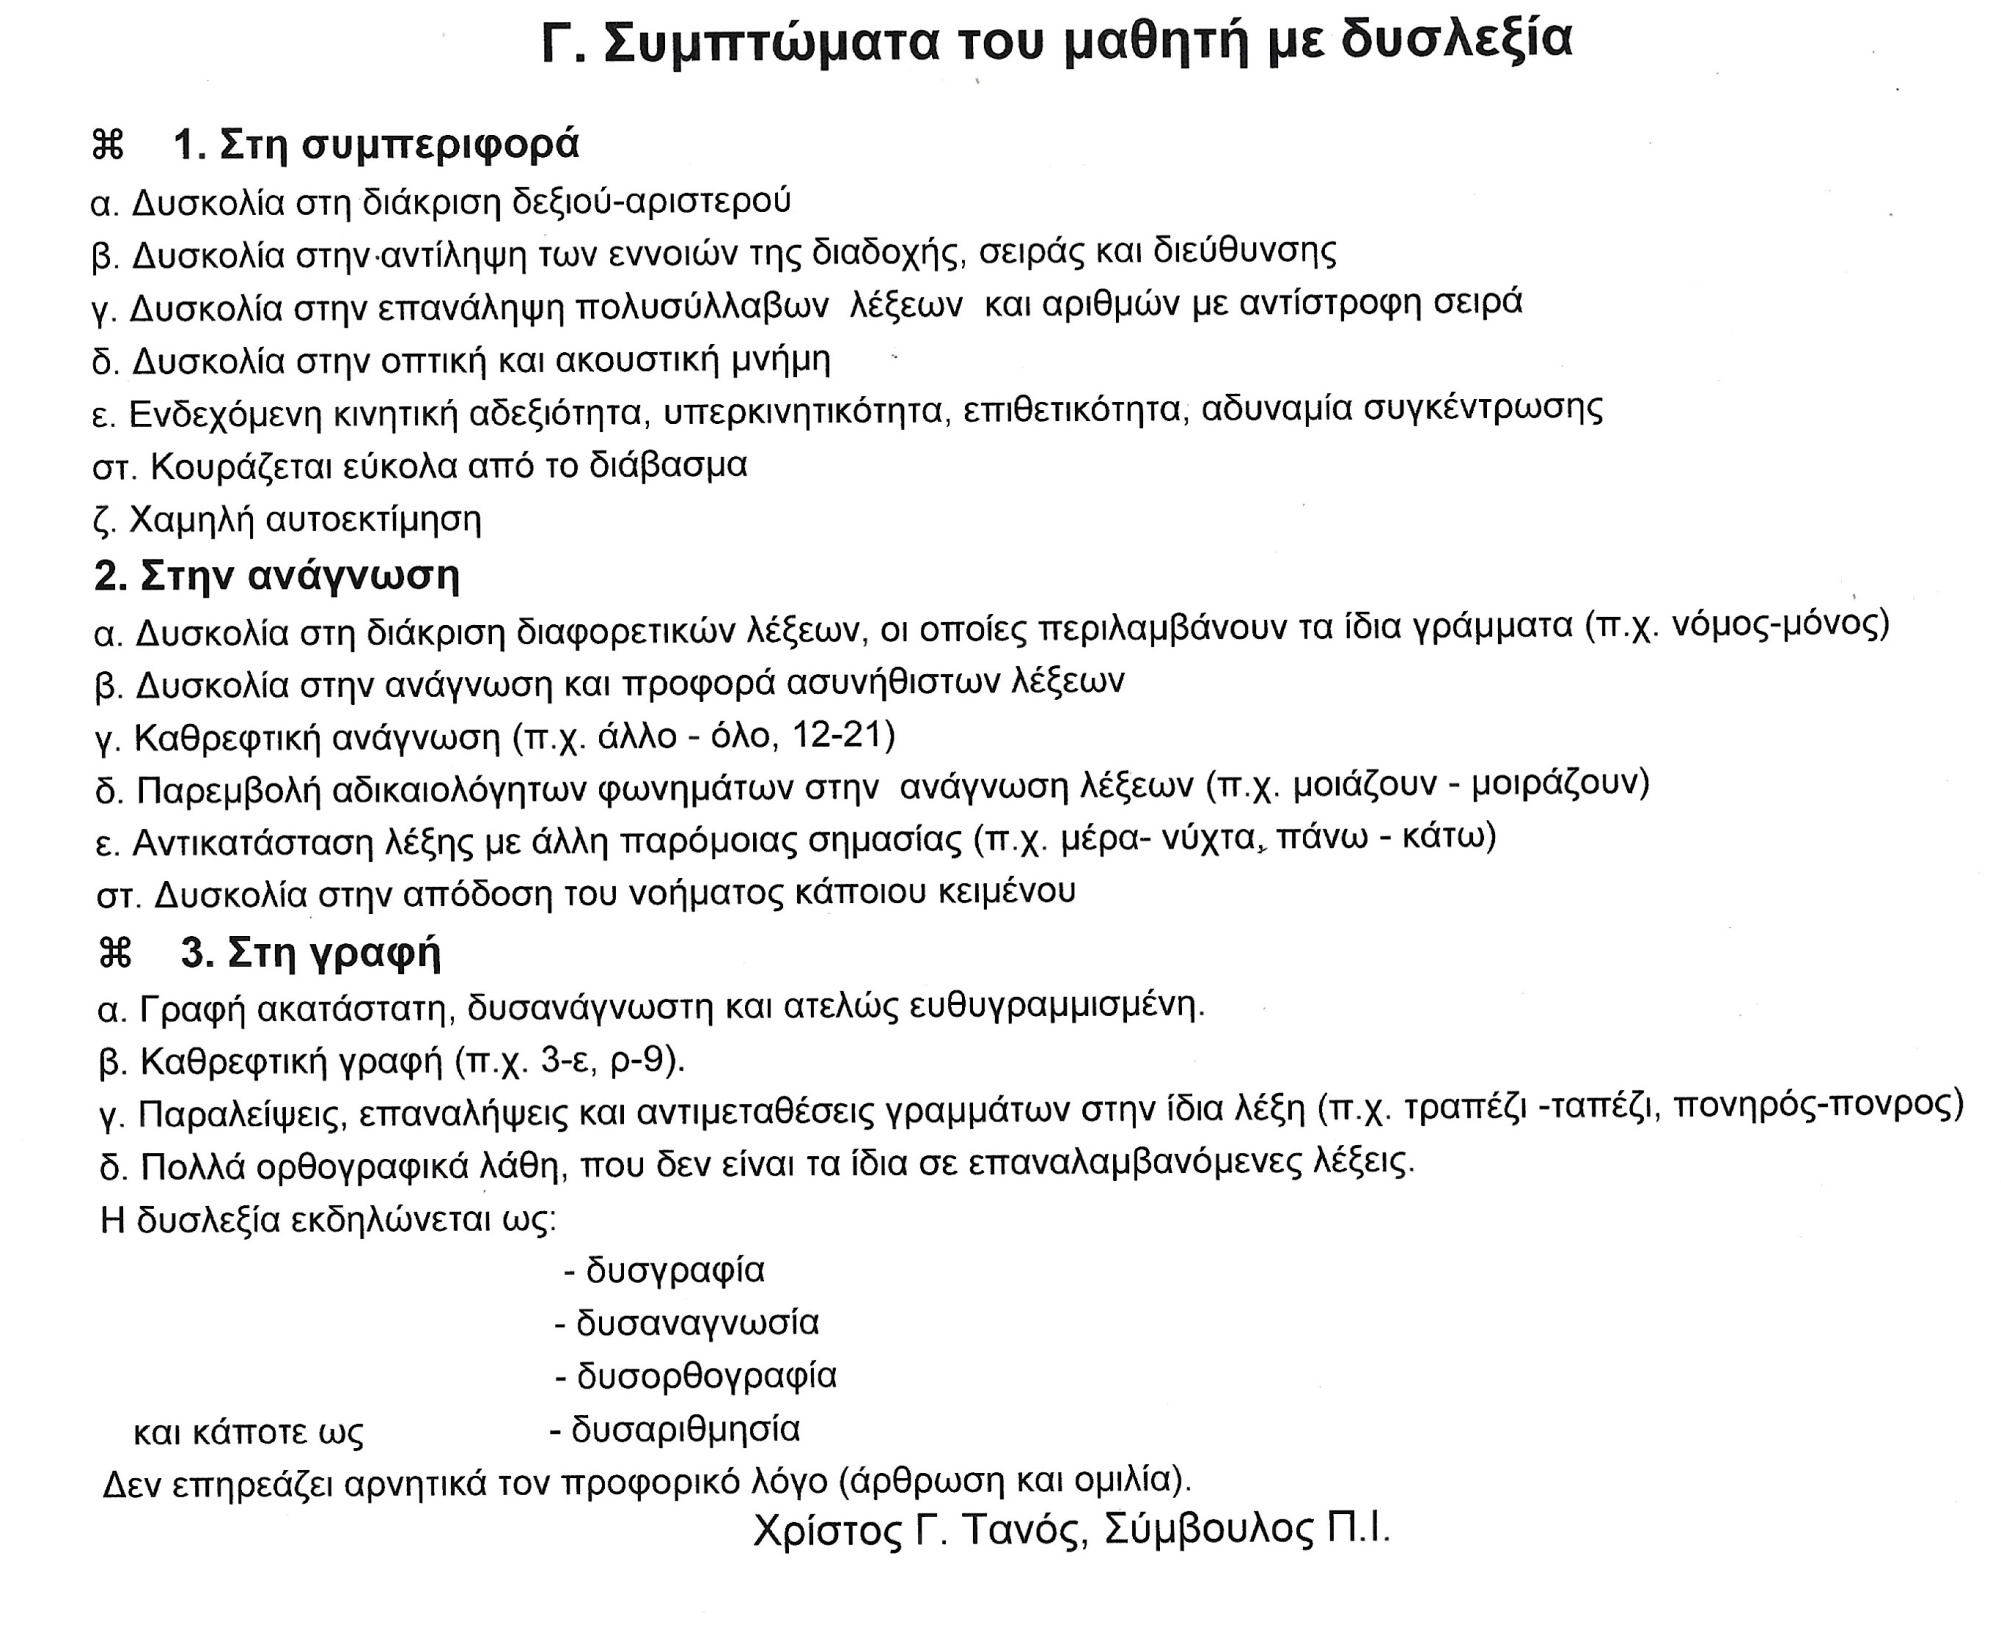 Γ. Συμπτώματα του μαθητή με δυσλεξία
⌘ 1. Στη συμπεριφορά
α. Δυσκολία στη διάκριση δεξιού-αριστερού
β. Δυσκολία στην αντίληψη των εννοιών της διαδοχής, σειράς και διεύθυνσης
γ. Δυσκολία στην επανάληψη πολυσύλλαβων λέξεων και αριθμών με αντίστροφη σειρά
δ. Δυσκολία στην οπτική και ακουστική μνήμη
ε. Ενδεχόμενη κινητική αδεξιότητα, υπερκινητικότητα, επιθετικότητα, αδυναμία συγκέντρωσης
στ. Κουράζεται εύκολα από το διάβασμα
ζ. Χαμηλή αυτοεκτίμηση
2. Στην ανάγνωση
α. Δυσκολία στη διάκριση διαφορετικών λέξεων, οι οποίες περιλαμβάνουν τα ίδια γράμματα (π.χ. νόμος-μόνος)
β. Δυσκολία στην ανάγνωση και προφορά ασυνήθιστων λέξεων
γ. Καθρεφτική ανάγνωση (π.χ. άλλο - όλο, 12-21)
δ. Παρεμβολή αδικαιολόγητων φωνημάτων στην ανάγνωση λέξεων (π.χ. μοιάζουν - μοιράζουν)
ε. Αντικατάσταση λέξης με άλλη παρόμοιας σημασίας (π.χ. μέρα- νύχτα, πάνω - κάτω)
στ. Δυσκολία στην απόδοση του νοήματος κάποιου κειμένου
⌘ 3. Στη γραφή
α. Γραφή ακατάστατη, δυσανάγνωστη και ατελώς ευθυγραμμισμένη.
β. Καθρεφτική γραφή (π.χ. 3-ε, ρ-9).
γ. Παραλείψεις, επαναλήψεις και αντιμεταθέσεις γραμμάτων στην ίδια λέξη (π.χ. τραπέζι -ταπέζι, πονηρός-πονρος)
δ. Πολλά ορθογραφικά λάθη, που δεν είναι τα ίδια σε επαναλαμβανόμενες λέξεις.
Η δυσλεξία εκδηλώνεται ως:
- δυσγραφία
- δυσαναγνωσία
- δυσορθογραφία
και κάποτε ως - δυσαριθμησία
Δεν επηρεάζει αρνητικά τον προφορικό λόγο (άρθρωση και ομιλία).
Χρίστος Γ. Τανός, Σύμβουλος Π.Ι.